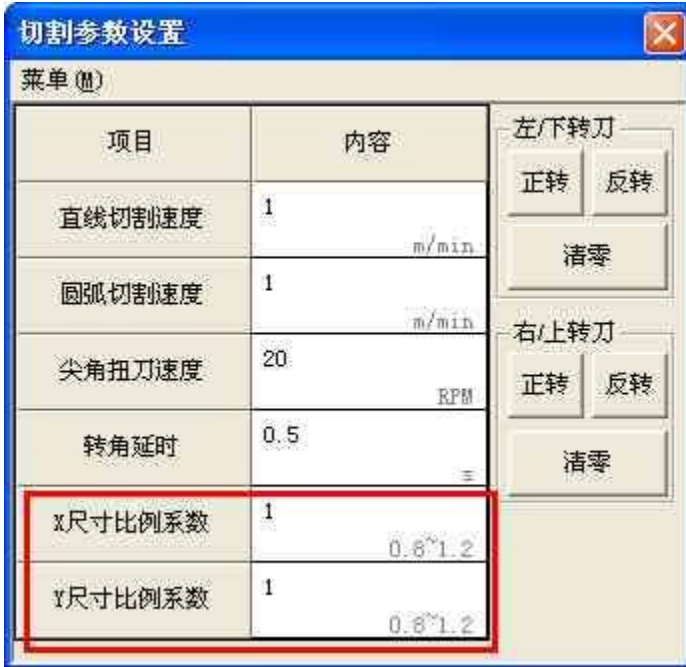 切割参数设置
菜单(M)
项目
内容
直线切割速度
1
m/min
圆弧切割速度
1
m/min
尖角扭刀速度
20
RPM
转角延时
0.5
s
X尺寸比例系数
1
0.8~1.2
Y尺寸比例系数
1
0.8~1.2
左/下转刀
正转
反转
清零
右/上转刀
正转
反转
清零